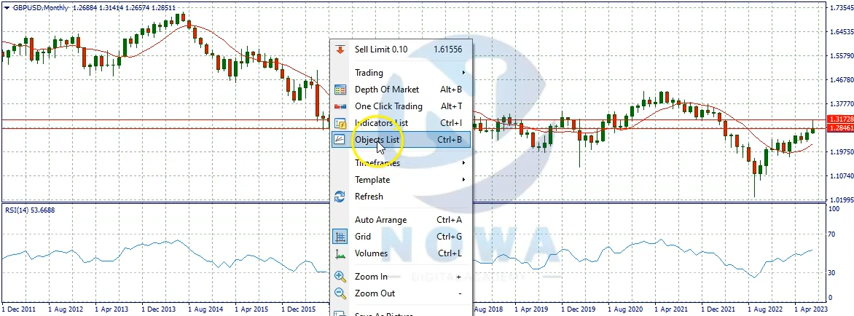 GBPUSD,Monthly 1.26884 1.31414 1.26574 1.28511
1.73545
1.55790
1.37770
1.31728
1.28461
1.19750
1.10740
1.01995
Sell Limit 0.10 1.61556
Trading
Depth Of Market Alt+B
One Click Trading Alt+T
Indicators List Ctrl+I
Objects List Ctrl+B
Timeframes
Template
Refresh
Auto Arrange Ctrl+A
Grid Ctrl+G
Volumes Ctrl+L
Zoom In +
Zoom Out -
Save As Picture
NOWA
RSI(14) 53.6688
100
70
30
0
1 Dec 2011
1 Aug 2012
1 Apr 2013
1 Dec 2013
1 Aug 2014
1 Apr 2015
1 Dec 2015
1 Aug 2018
1 Apr 2019
1 Dec 2019
1 Aug 2020
1 Apr 2021
1 Dec 2021
1 Aug 2022
1 Apr 2023